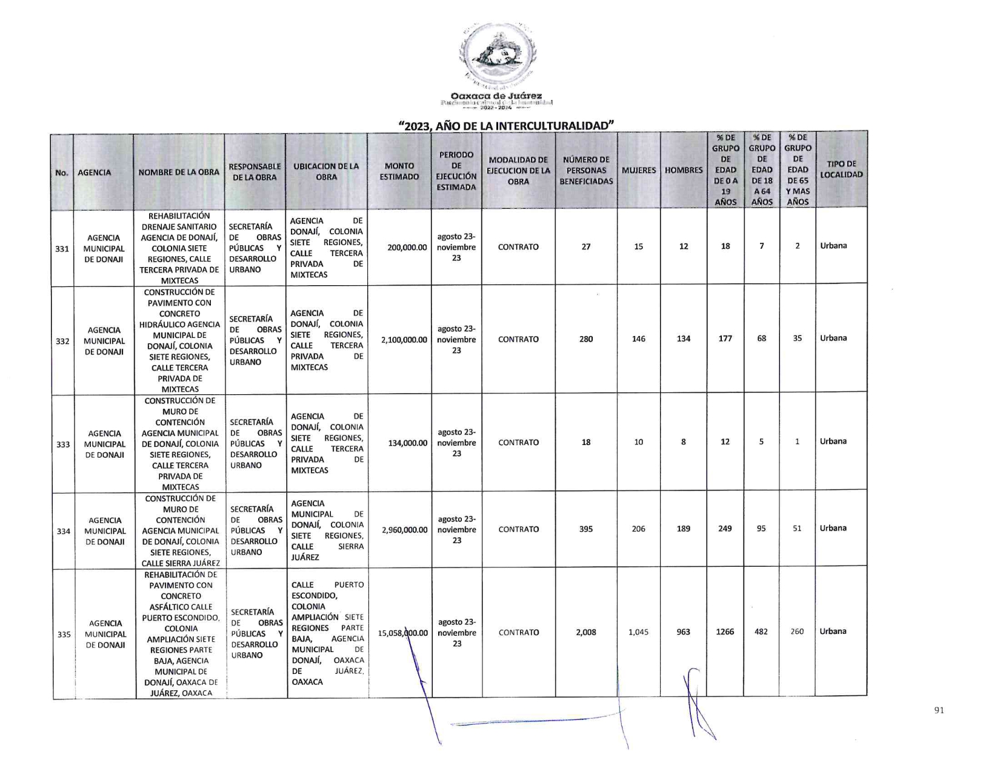 Oaxaca de Juárez
Patrimonio cultural de la humanidad
2022 - 2024
“2023, AÑO DE LA INTERCULTURALIDAD”
No.
AGENCIA
NOMBRE DE LA OBRA
RESPONSABLE
DE LA OBRA
UBICACION DE LA
OBRA
MONTO
ESTIMADO
PERIODO
DE
EJECUCIÓN
ESTIMADA
MODALIDAD DE
EJECUCION DE LA
OBRA
NÚMERO DE
PERSONAS
BENEFICIADAS
MUJERES
HOMBRES
% DE
GRUPO
DE
EDAD
DE 0 A
19
AÑOS
% DE
GRUPO
DE
EDAD
DE 18
A 64
AÑOS
% DE
GRUPO
DE
EDAD
DE 65
Y MAS
AÑOS
TIPO DE
LOCALIDAD
331
AGENCIA
MUNICIPAL
DE DONAJI
REHABILITACIÓN
DRENAJE SANITARIO
AGENCIA DE DONAJÍ,
COLONIA SIETE
REGIONES, CALLE
TERCERA PRIVADA DE
MIXTECAS
SECRETARÍA
DE OBRAS
PÚBLICAS Y
DESARROLLO
URBANO
AGENCIA DE
DONAJÍ, COLONIA
SIETE REGIONES,
CALLE TERCERA
PRIVADA DE
MIXTECAS
200,000.00
agosto 23-
noviembre
23
CONTRATO
27
15
12
18
7
2
Urbana
332
AGENCIA
MUNICIPAL
DE DONAJI
CONSTRUCCIÓN DE
PAVIMENTO CON
CONCRETO
HIDRÁULICO AGENCIA
MUNICIPAL DE
DONAJÍ, COLONIA
SIETE REGIONES,
CALLE TERCERA
PRIVADA DE
MIXTECAS
SECRETARÍA
DE OBRAS
PÚBLICAS Y
DESARROLLO
URBANO
AGENCIA DE
DONAJÍ, COLONIA
SIETE REGIONES,
CALLE TERCERA
PRIVADA DE
MIXTECAS
2,100,000.00
agosto 23-
noviembre
23
CONTRATO
280
146
134
177
68
35
Urbana
333
AGENCIA
MUNICIPAL
DE DONAJI
CONSTRUCCIÓN DE
MURO DE
CONTENCIÓN
AGENCIA MUNICIPAL
DE DONAJÍ, COLONIA
SIETE REGIONES,
CALLE TERCERA
PRIVADA DE
MIXTECAS
SECRETARÍA
DE OBRAS
PÚBLICAS Y
DESARROLLO
URBANO
AGENCIA DE
DONAJÍ, COLONIA
SIETE REGIONES,
CALLE TERCERA
PRIVADA DE
MIXTECAS
134,000.00
agosto 23-
noviembre
23
CONTRATO
18
10
8
12
5
1
Urbana
334
AGENCIA
MUNICIPAL
DE DONAJI
CONSTRUCCIÓN DE
MURO DE
CONTENCIÓN
AGENCIA MUNICIPAL
DE DONAJÍ, COLONIA
SIETE REGIONES,
CALLE SIERRA JUÁREZ
SECRETARÍA
DE OBRAS
PÚBLICAS Y
DESARROLLO
URBANO
AGENCIA
MUNICIPAL DE
DONAJÍ, COLONIA
SIETE REGIONES,
CALLE SIERRA
JUÁREZ
2,960,000.00
agosto 23-
noviembre
23
CONTRATO
395
206
189
249
95
51
Urbana
335
AGENCIA
MUNICIPAL
DE DONAJI
REHABILITACIÓN DE
PAVIMENTO CON
CONCRETO
ASFÁLTICO CALLE
PUERTO ESCONDIDO,
COLONIA
AMPLIACIÓN SIETE
REGIONES PARTE
BAJA, AGENCIA
MUNICIPAL DE
DONAJÍ, OAXACA DE
JUÁREZ, OAXACA
SECRETARÍA
DE OBRAS
PÚBLICAS Y
DESARROLLO
URBANO
CALLE PUERTO
ESCONDIDO,
COLONIA
AMPLIACIÓN SIETE
REGIONES PARTE
BAJA, AGENCIA
MUNICIPAL DE
DONAJÍ, OAXACA
DE JUÁREZ,
OAXACA
15,058,000.00
agosto 23-
noviembre
23
CONTRATO
2,008
1,045
963
1266
482
260
Urbana
91